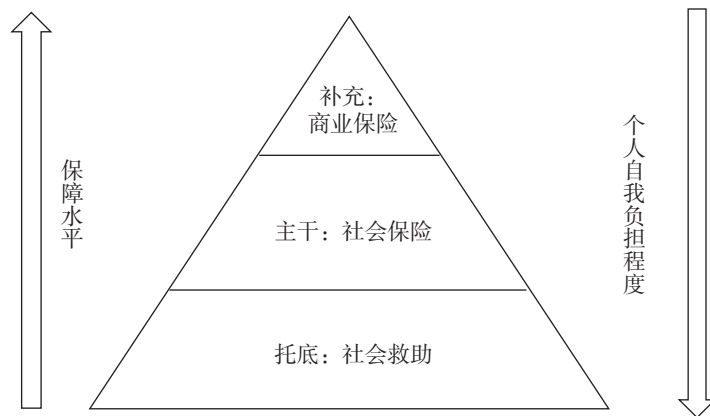 补充：
商业保险
保障水平
个人自我负担程度
主干：社会保险
托底：社会救助